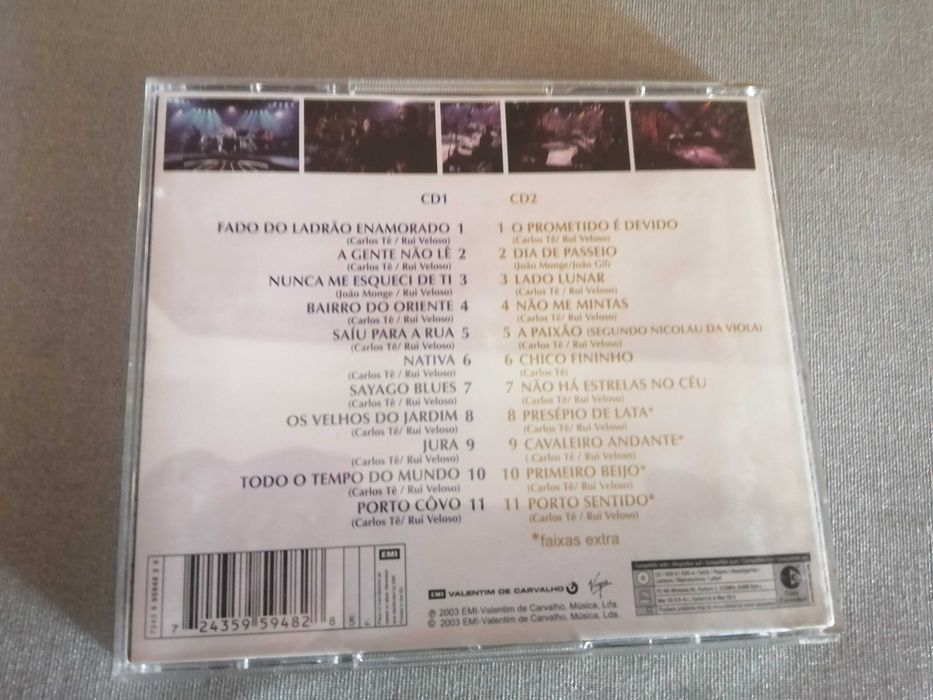 CD1
FADO DO LADRÃO ENAMORADO 1
(Carlos Tê/ Rui Veloso)
A GENTE NÃO LÊ 2
(Carlos Tê / Rui Veloso)
NUNCA ME ESQUECI DE TI 3
(João Monge / Rui Veloso)
BAIRRO DO ORIENTE 4
(Carlos Tê / Rui Veloso)
SAÍU PARA A RUA 5
(Carlos Tê / Rui Veloso)
NATIVA 6
(Carlos Tê / Rui Veloso)
SAYAGO BLUES 7
(Carlos Tê / Rui Veloso)
OS VELHOS DO JARDIM 8
(Carlos Tê/ Rui Veloso)
JURA 9
(Carlos Tê/ Rui Veloso)
TODO O TEMPO DO MUNDO 10
(Carlos Tê / Rui Veloso)
PORTO CÔVO 11
(Carlos Tê/ Rui Veloso)
CD2
1 O PROMETIDO É DEVIDO
(Carlos Tê/ Rui Veloso)
2 DIA DE PASSEIO
(João Monge/João Gil)
3 LADO LUNAR
(Carlos Tê / Rui Veloso)
4 NÃO ME MINTAS
(Carlos Tê/ Rui Veloso)
5 A PAIXÃO (SEGUNDO NICOLAU DA VIOLA)
(Carlos Tê / Rui Veloso)
6 CHICO FININHO
(Carlos Tê)
7 NÃO HÁ ESTRELAS NO CÉU
(Carlos Tê / Rui Veloso)
8 PRESÉPIO DE LATA*
(Carlos Tê/ Rui Veloso)
9 CAVALEIRO ANDANTE*
( Carlos Tê / Rui Veloso)
10 PRIMEIRO BEIJO*
(Carlos Tê / Rui Veloso)
11 PORTO SENTIDO*
(Carlos Tê / Rui Veloso)
*faixas extra
7 24359 59482 8
EMI
EMI VALENTIM DE CARVALHO
Virgin
℗ 2003 EMI-Valentim de Carvalho, Música, Lda.
© 2003 EMI-Valentim de Carvalho, Música, Lda.